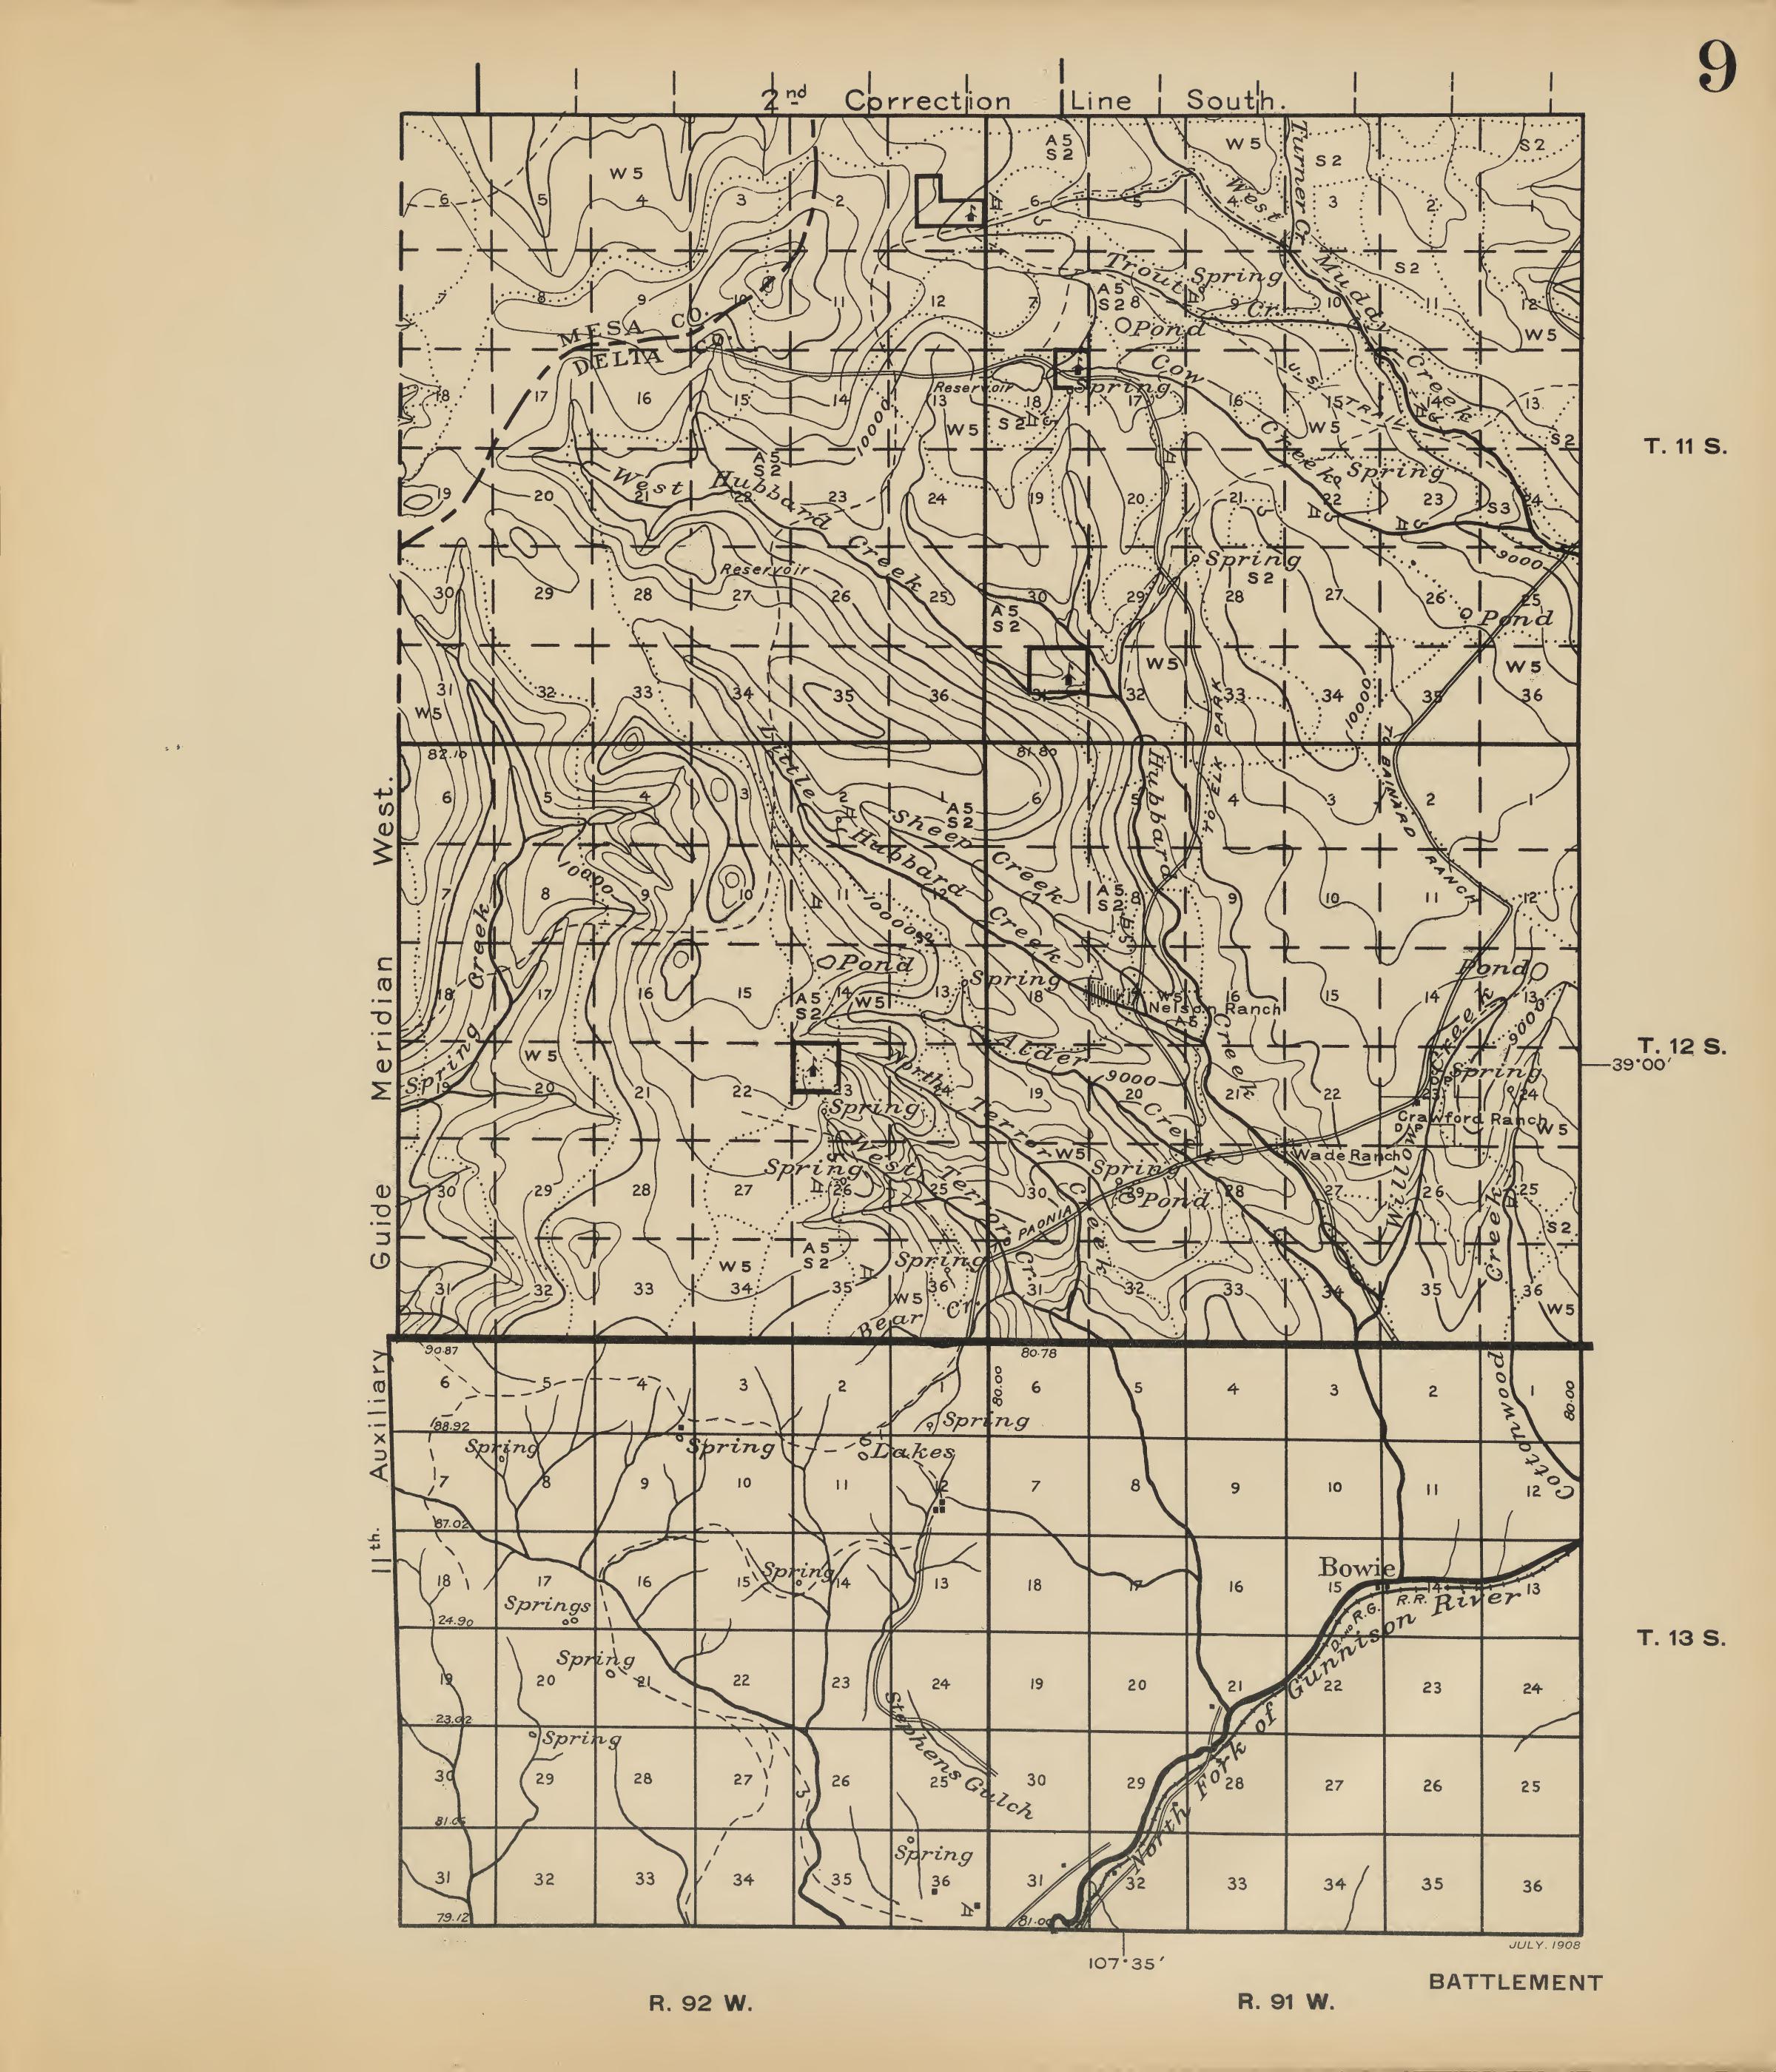 9
2nd Correction Line South.
A5 S2
W5
Turner Cr.
S2
S2
W5
6 5 4 3 2
6 5 4 3 2 1
West
Muddy
Creek
Trout
Cr.
Spring
S2
A5 S2
7 8 9 10 11 12
7 8 9 10 11 12
Pond
W5
MESA CO.
DELTA CO.
Cow
Creek
U.S. TRAIL
Reservoir
Spring
18 17 16 15 14 13
18 17 16 15 14 13
10000
W5
S2
W5
S2
T. 11 S.
A5 S2
West Hubbard Creek
Spring
19 20 21 22 23 24
19 20 21 22 23 24
S3
Reservoir
Spring
S2
9000
30 29 28 27 26 25
30 29 28 27 26 25
A5 S2
Pond
W5
W5
31 32 33 34 35 36
31 32 33 34 35 36
W5
10000
82.10
81.80
Little Hubbard Creek
Hubbard Creek
TO ELK PARK
TO BAINARD RANCH
6 5 4 3 2 1
6 5 4 3 2 1
A5 S2
Sheep Creek
10000
7 8 9 10 11 12
7 8 9 10 11 12
A5 S2
10000
Creek
Pond
Spring
Pond
18 17 16 15 14 13
18 17 16 15 14 13
A5 S2
W5
W5
Nelson Ranch
A5
9000
W5
Alder Creek
T. 12 S.
39°00'
Spring
North Terror Creek
9000
Spring
19 20 21 22 23 24
19 20 21 22 23 24
Spring
Crawford Ranch
W5
West Terror Cr.
W5
Wade Ranch
Spring
Spring
Willow Creek
30 29 28 27 26 25
30 29 28 27 26 25
Pond
TO PAONIA
S2
A5 S2
W5
Spring
Creek
31 32 33 34 35 36
31 32 33 34 35 36
W5
W5
Bear Cr.
11th. Auxiliary Guide Meridian West.
90.87
80.78
80.00
80.00
6 5 4 3 2 1
6 5 4 3 2 1
Cottonwood
88.92
Spring
Spring
Spring
Lakes
7 8 9 10 11 12
7 8 9 10 11 12
87.02
Bowie
Spring
18 17 16 15 14 13
18 17 16 15 14 13
Springs
D. AND R.G. R.R.
24.90
Spring
North Fork of Gunnison River
T. 13 S.
19 20 21 22 23 24
19 20 21 22 23 24
23.02
Spring
Stephens Gulch
30 29 28 27 26 25
30 29 28 27 26 25
Spring
31 32 33 34 35 36
31 32 33 34 35 36
79.12
81.00
JULY. 1908
107°35'
BATTLEMENT
R. 92 W.
R. 91 W.